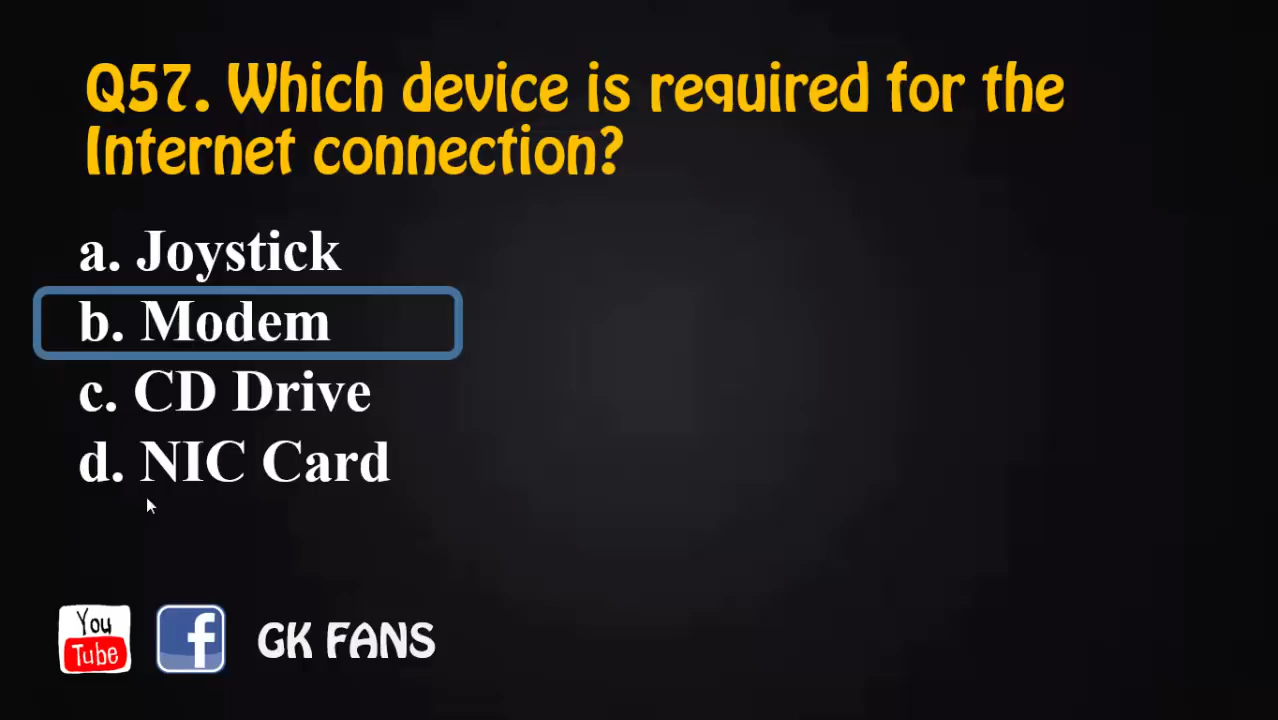 Q57. Which device is required for the
Internet connection?
a. Joystick
b. Modem
c. CD Drive
d. NIC Card
You
Tube
f
GK FANS